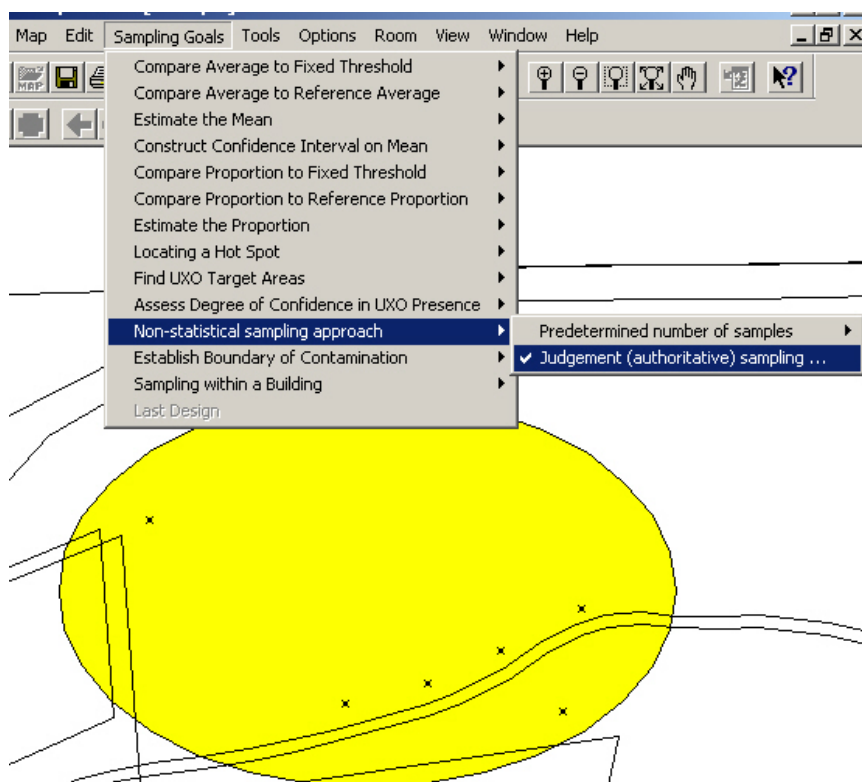 Map Edit Sampling Goals Tools Options Room View Window Help
MAP
Compare Average to Fixed Threshold
Compare Average to Reference Average
Estimate the Mean
Construct Confidence Interval on Mean
Compare Proportion to Fixed Threshold
Compare Proportion to Reference Proportion
Estimate the Proportion
Locating a Hot Spot
Find UXO Target Areas
Assess Degree of Confidence in UXO Presence
Non-statistical sampling approach
Predetermined number of samples
Judgement (authoritative) sampling ...
Establish Boundary of Contamination
Sampling within a Building
Last Design